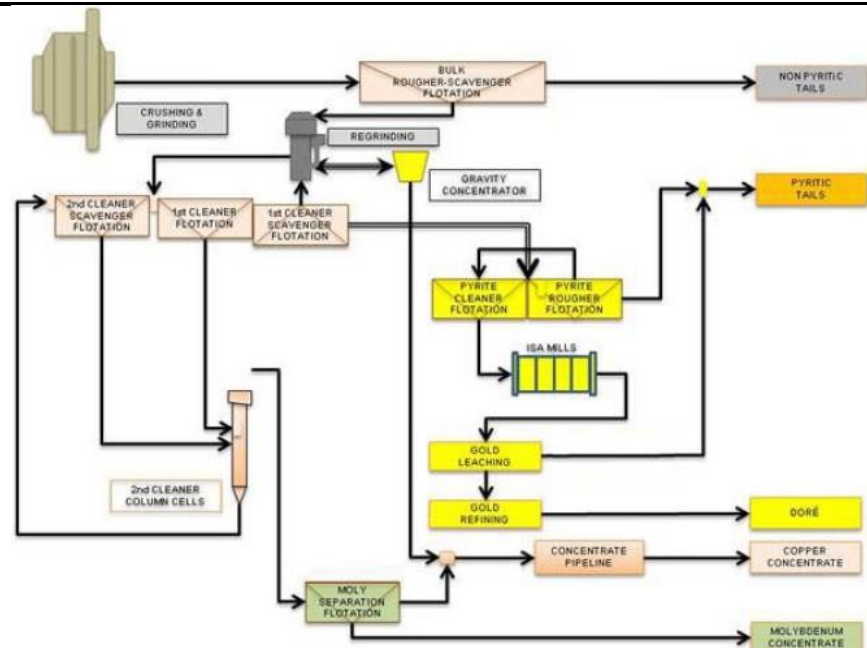 BULK
ROUGHER-SCAVENGER
FLOTATION
NON PYRITIC
TAILS
CRUSHING &
GRINDING
REGRINDING
GRAVITY
CONCENTRATOR
PYRITIC
TAILS
2nd CLEANER
SCAVENGER
FLOTATION
1st CLEANER
FLOTATION
1st CLEANER
SCAVENGER
FLOTATION
PYRITE
CLEANER
FLOTATION
PYRITE
ROUGHER
FLOTATION
ISA MILLS
GOLD
LEACHING
2nd CLEANER
COLUMN CELLS
GOLD
REFINING
DORÉ
CONCENTRATE
PIPELINE
COPPER
CONCENTRATE
MOLY
SEPARATION
FLOTATION
MOLYBDENUM
CONCENTRATE